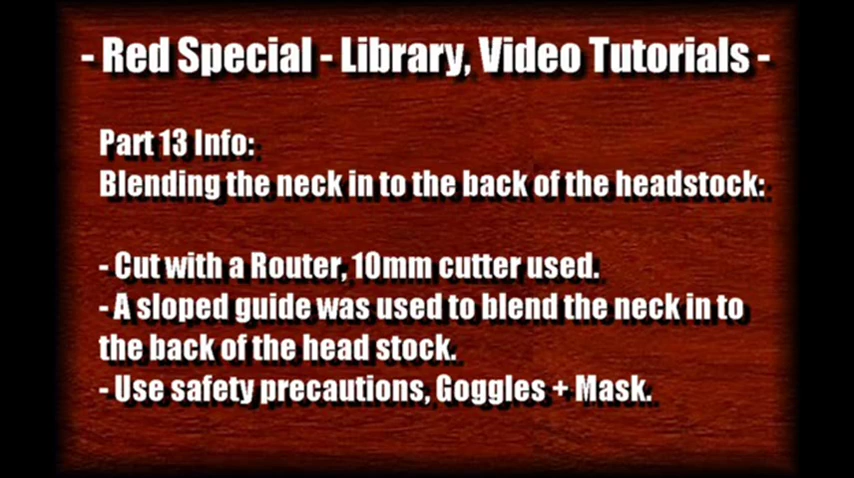 - Red Special - Library, Video Tutorials -
Part 13 Info:
Blending the neck in to the back of the headstock:
- Cut with a Router, 10mm cutter used.
- A sloped guide was used to blend the neck in to
the back of the head stock.
- Use safety precautions, Goggles + Mask.